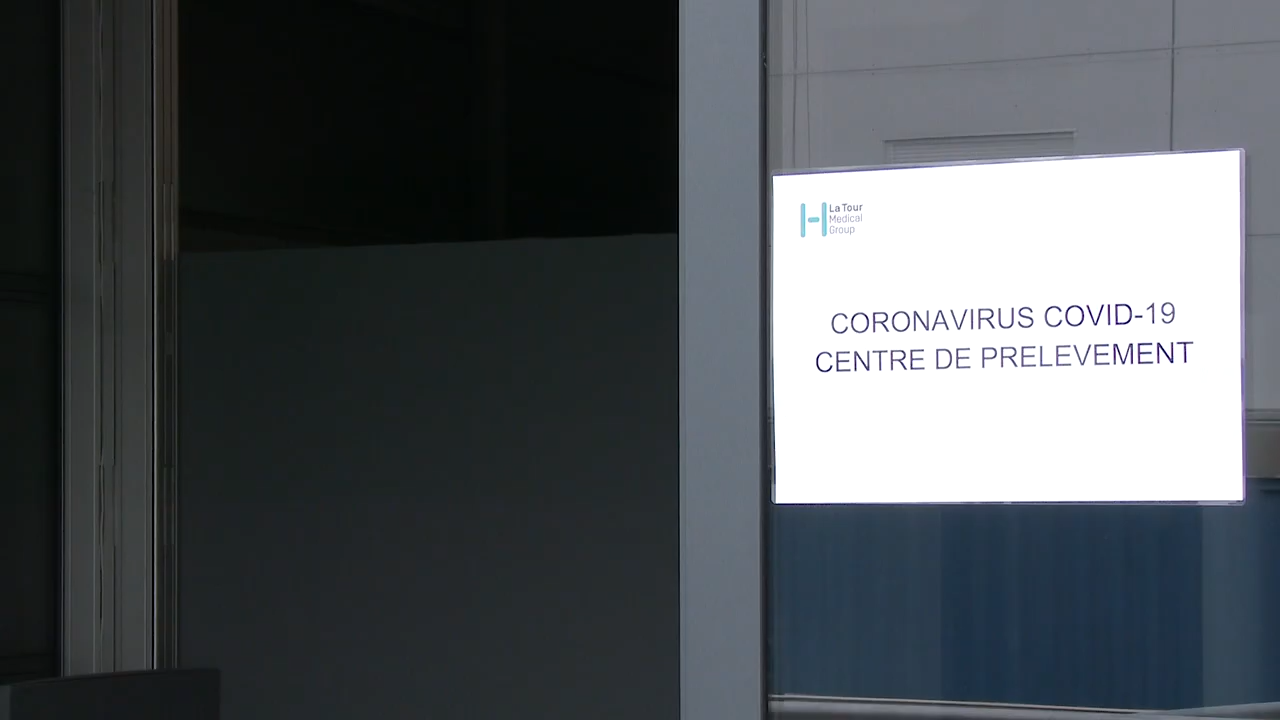 La Tour
Medical
Group
CORONAVIRUS COVID-19
CENTRE DE PRELEVEMENT